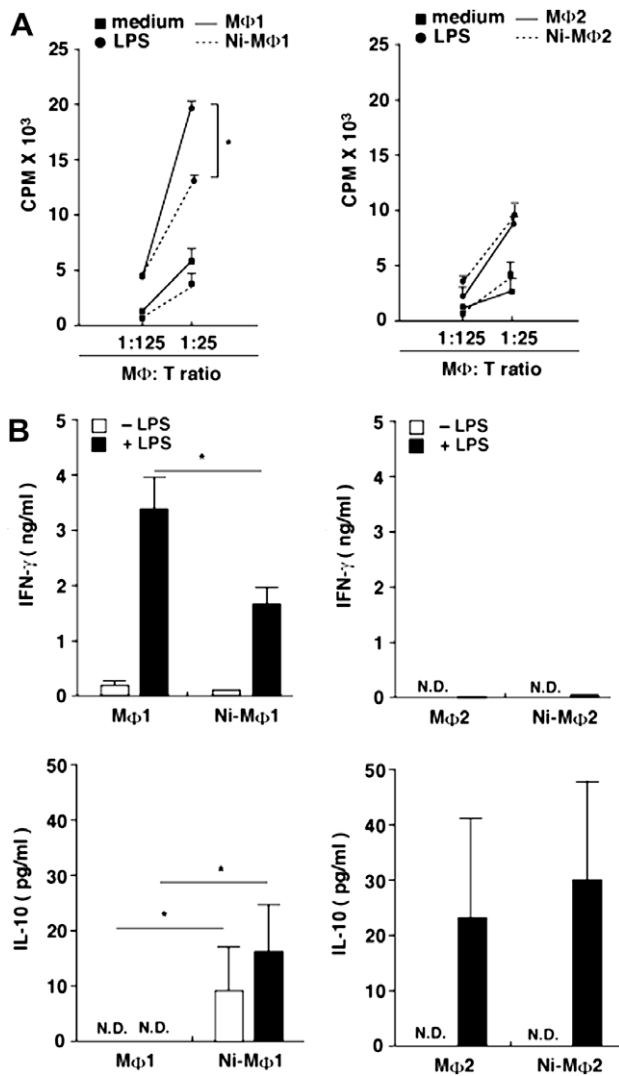 A
medium MΦ1
LPS Ni-MΦ1
25
20
15
10
5
0
CPM X 10³
*
1:125 1:25
MΦ: T ratio
medium MΦ2
LPS Ni-MΦ2
25
20
15
10
5
0
CPM X 10³
1:125 1:25
MΦ: T ratio
B
– LPS
+ LPS
5
4
3
2
1
0
IFN-γ ( ng/ml )
*
MΦ1 Ni-MΦ1
– LPS
+ LPS
5
4
3
2
1
0
IFN-γ ( ng/ml )
N.D. N.D.
MΦ2 Ni-MΦ2
50
40
30
20
10
0
IL-10 ( pg/ml )
*
*
N.D. N.D.
MΦ1 Ni-MΦ1
50
40
30
20
10
0
IL-10 ( pg/ml )
N.D. N.D.
MΦ2 Ni-MΦ2